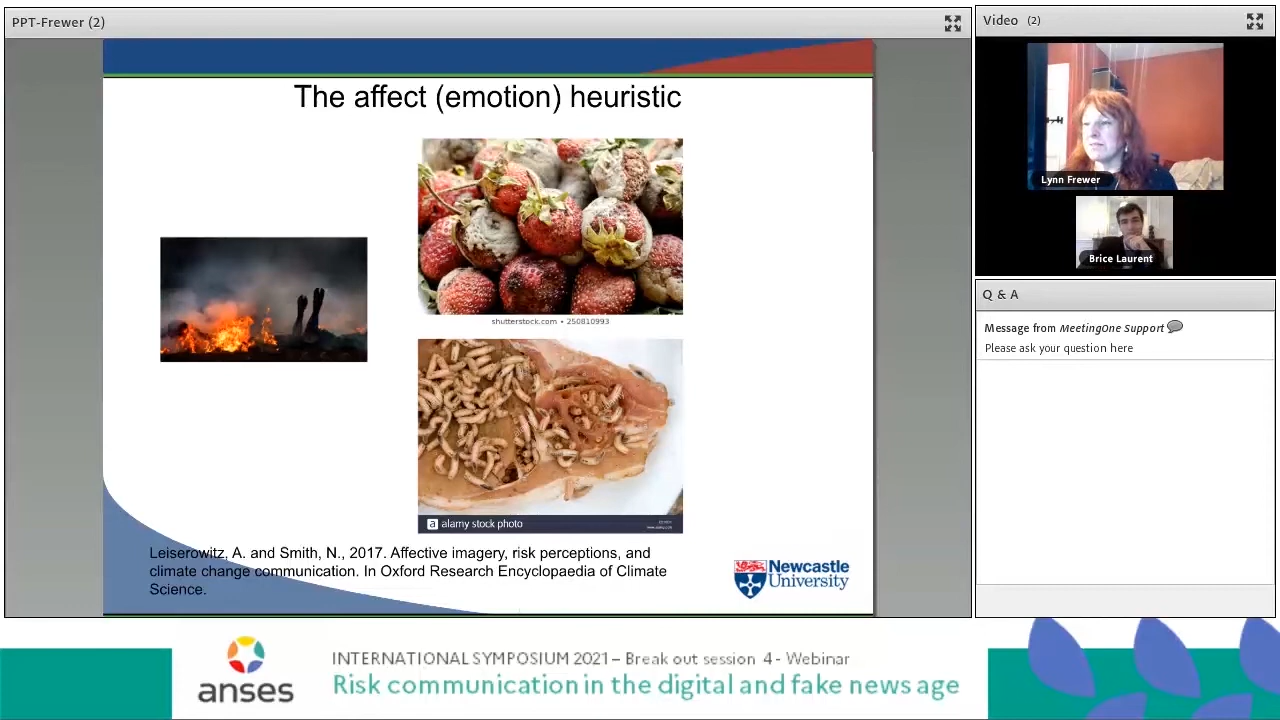 PPT-Frewer (2)
The affect (emotion) heuristic
shutterstock.com • 250810993
a alamy stock photo
Leiserowitz, A. and Smith, N., 2017. Affective imagery, risk perceptions, and
climate change communication. In Oxford Research Encyclopaedia of Climate
Science.
Newcastle
University
Video (2)
Lynn Frewer
Brice Laurent
Q & A
Message from MeetingOne Support
Please ask your question here
anses
INTERNATIONAL SYMPOSIUM 2021 – Break out session 4 - Webinar
Risk communication in the digital and fake news age